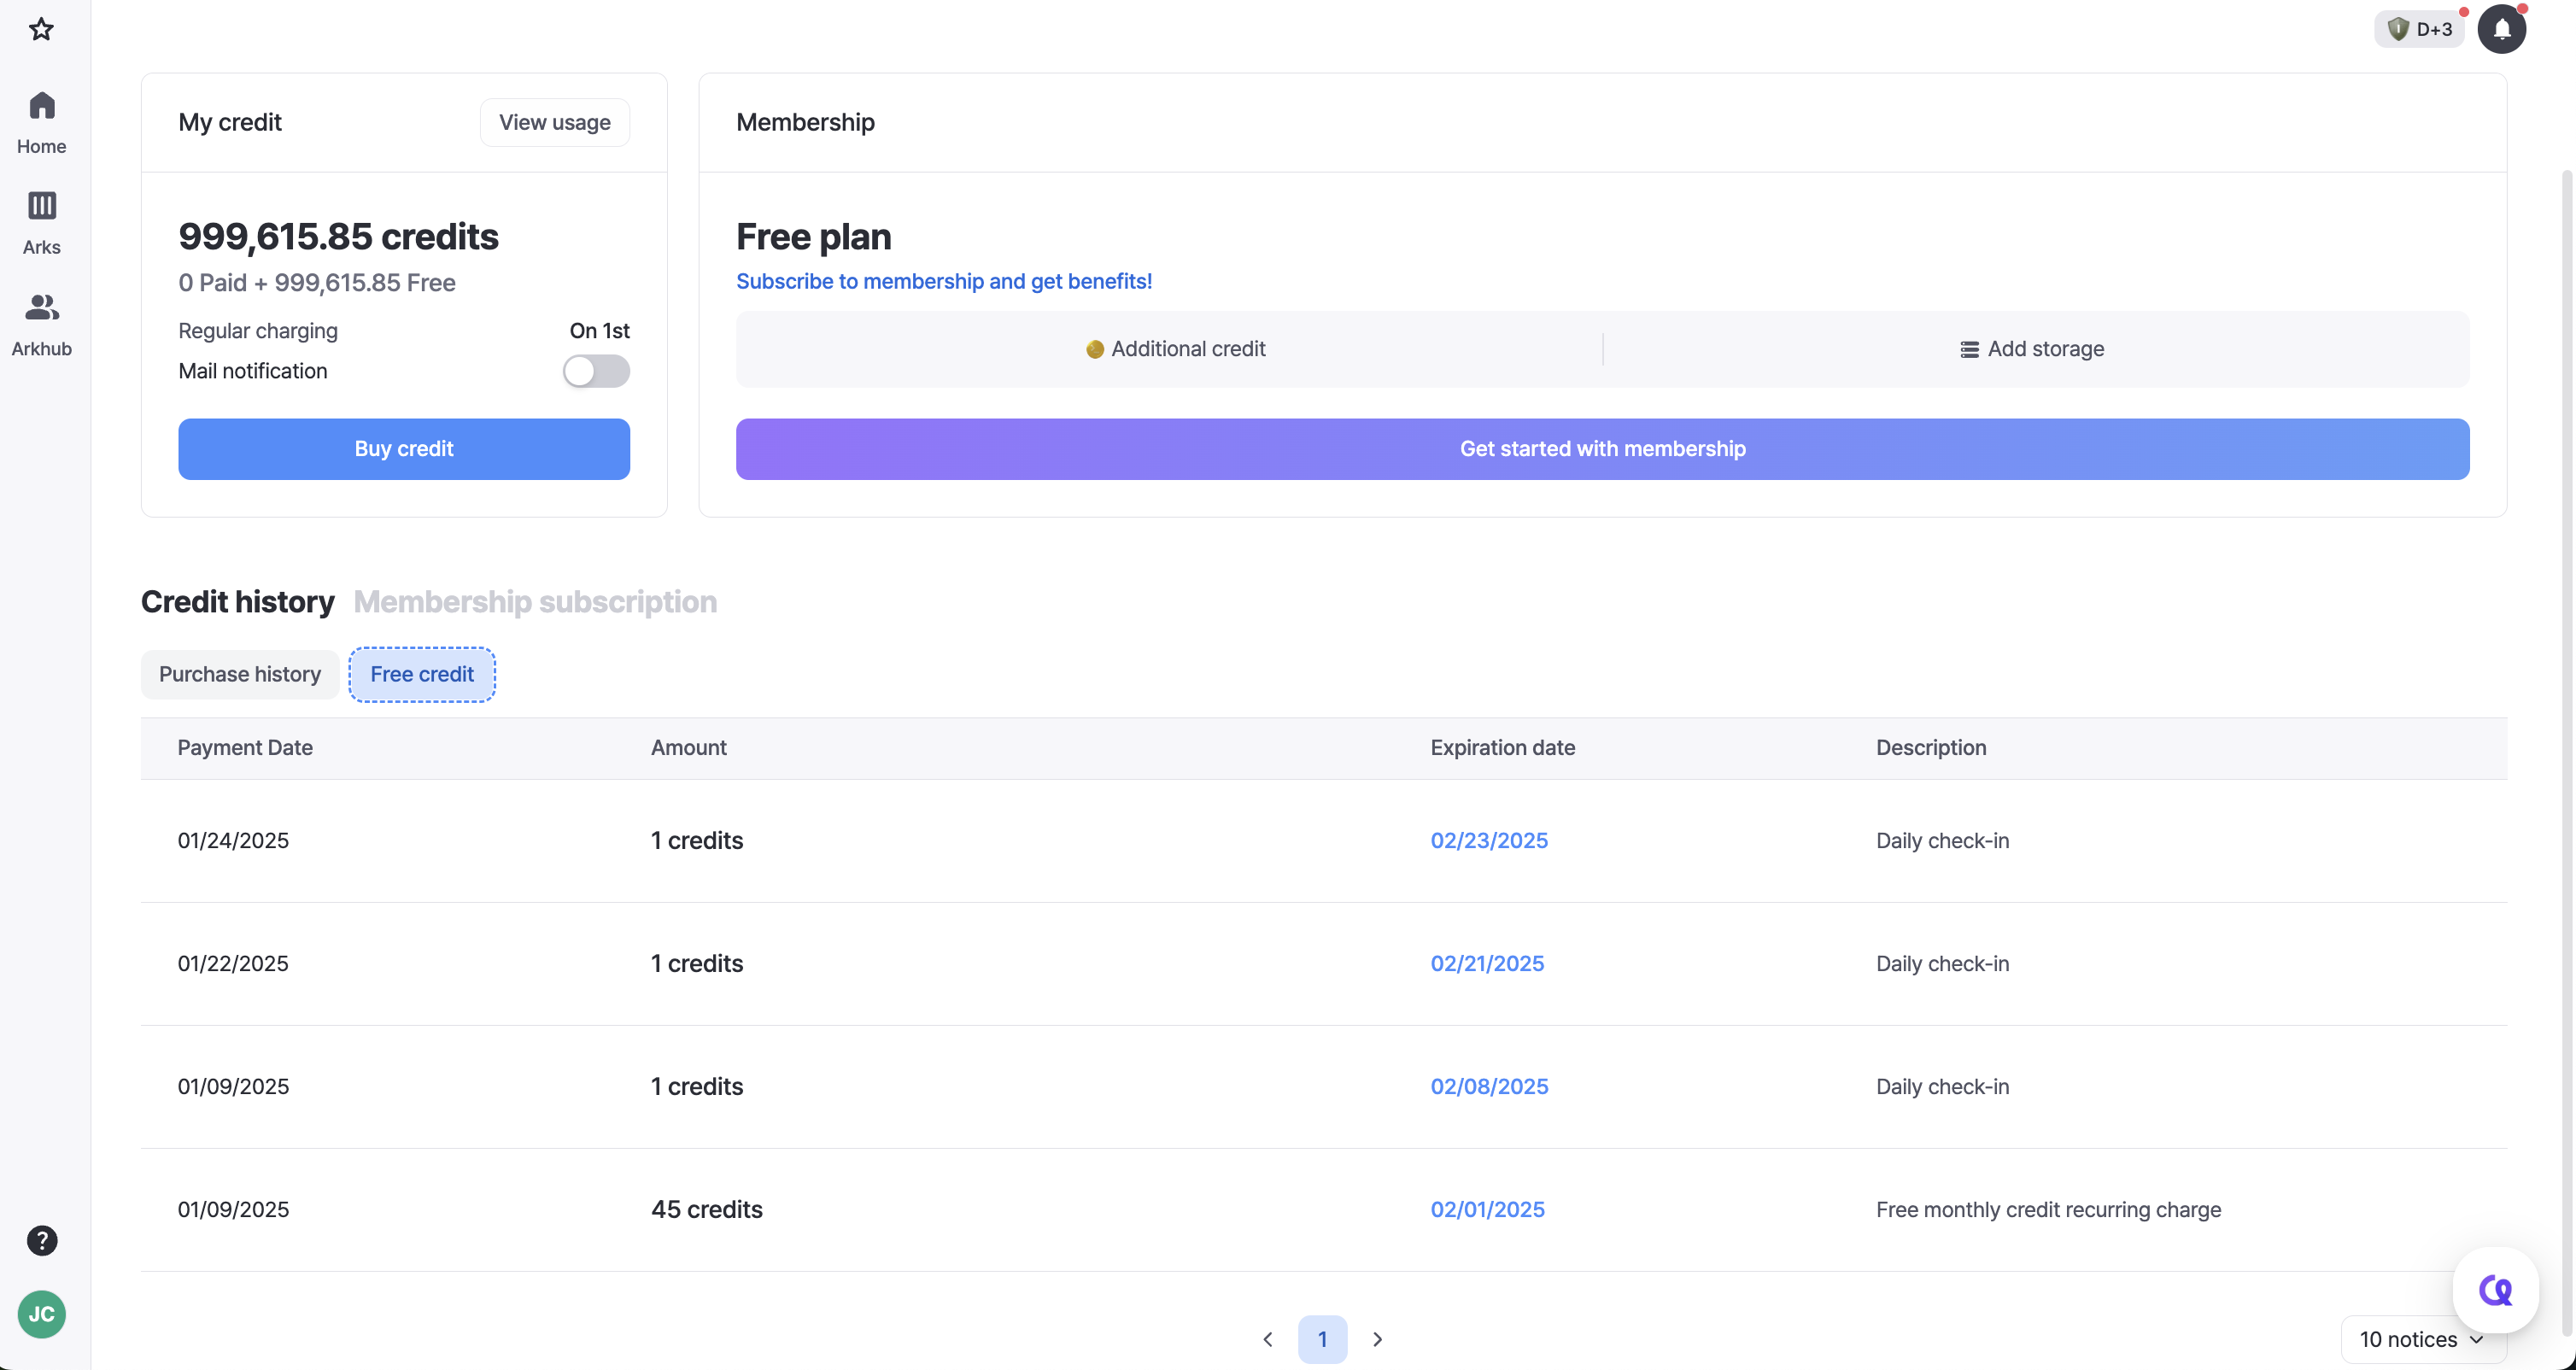 D+3
Home
Arks
Arkhub
My credit
View usage
999,615.85 credits
0 Paid + 999,615.85 Free
Regular charging
On 1st
Mail notification
Buy credit
Membership
Free plan
Subscribe to membership and get benefits!
Additional credit
Add storage
Get started with membership
Credit history
Membership subscription
Purchase history
Free credit
Payment Date Amount Expiration date Description
01/24/2025 1 credits 02/23/2025 Daily check-in
01/22/2025 1 credits 02/21/2025 Daily check-in
01/09/2025 1 credits 02/08/2025 Daily check-in
01/09/2025 45 credits 02/01/2025 Free monthly credit recurring charge
?
JC
1
10 notices